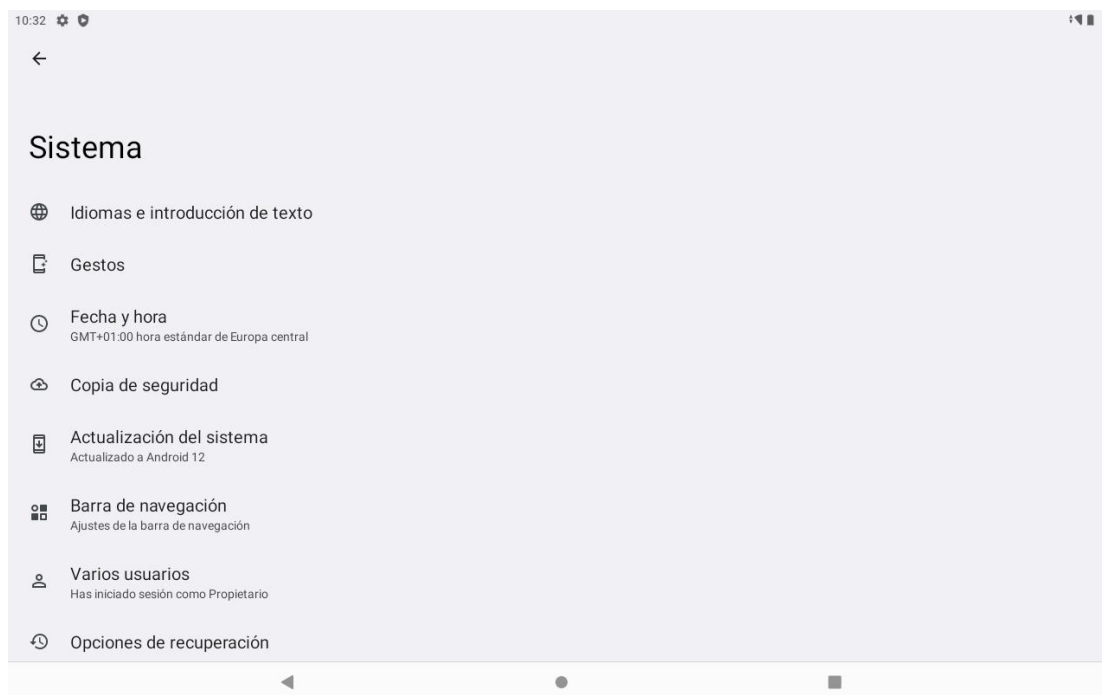 10:32
Sistema
Idiomas e introducción de texto
Gestos
Fecha y hora
GMT+01:00 hora estándar de Europa central
Copia de seguridad
Actualización del sistema
Actualizado a Android 12
Barra de navegación
Ajustes de la barra de navegación
Varios usuarios
Has iniciado sesión como Propietario
Opciones de recuperación